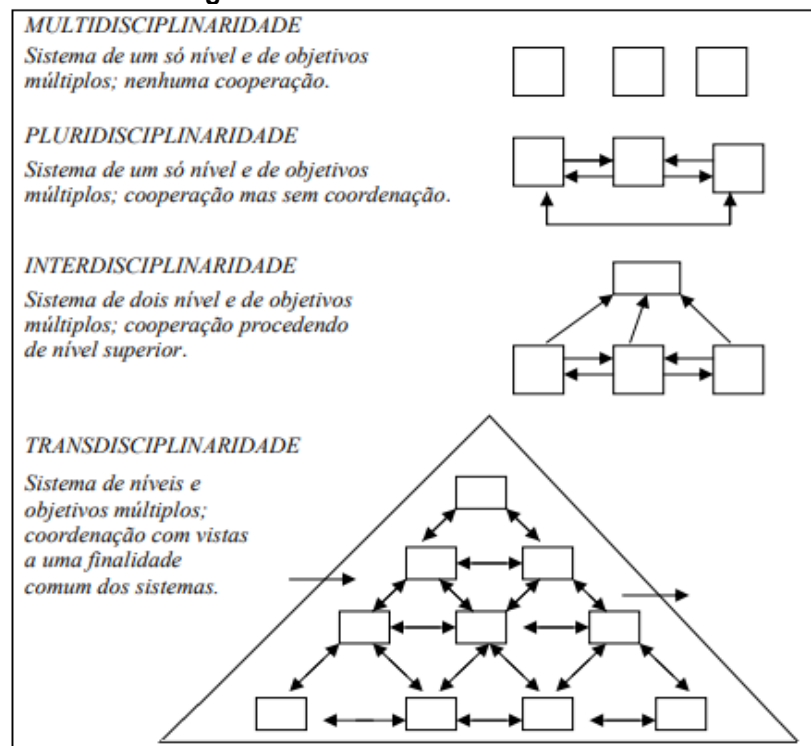 MULTIDISCIPLINARIDADE
Sistema de um só nível e de objetivos
múltiplos; nenhuma cooperação.
PLURIDISCIPLINARIDADE
Sistema de um só nível e de objetivos
múltiplos; cooperação mas sem coordenação.
INTERDISCIPLINARIDADE
Sistema de dois nível e de objetivos
múltiplos; cooperação procedendo
de nível superior.
TRANSDISCIPLINARIDADE
Sistema de níveis e
objetivos múltiplos;
coordenação com vistas
a uma finalidade
comum dos sistemas.